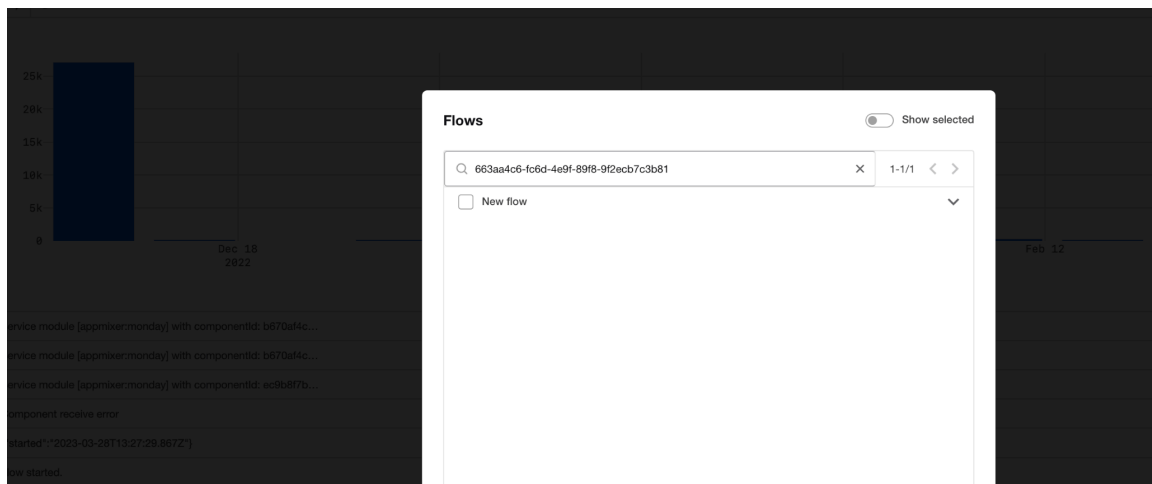 25k
20k
15k
10k
5k
0
Dec 18
2022
Feb 12
Flows
Show selected
663aa4c6-fc6d-4e9f-89f8-9f2ecb7c3b81
1-1/1
New flow
ervice module [appmixer:monday] with componentId: b670af4c...
ervice module [appmixer:monday] with componentId: b670af4c...
ervice module [appmixer:monday] with componentId: ec9b8f7b...
omponent receive error
"started":"2023-03-28T13:27:29.867Z"}
ow started.